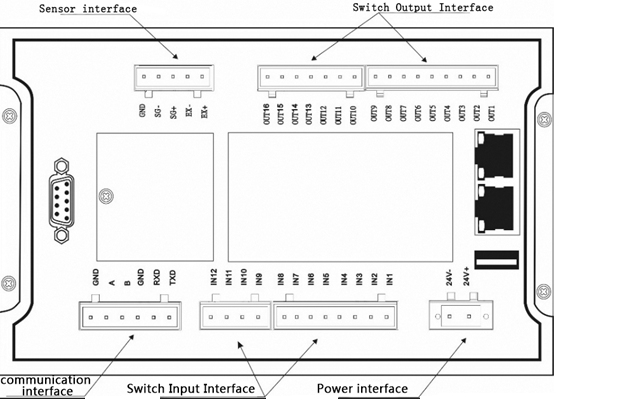 Sensor interface
Switch Output Interface
GND SG- SG+ EX- EX+
OUT16 OUT15 OUT14 OUT13 OUT12 OUT11 OUT10
OUT9 OUT8 OUT7 OUT6 OUT5 OUT4 OUT3 OUT2 OUT1
GND A B GND RXD TXD
IN12 IN11 IN10 IN9
IN8 IN7 IN6 IN5 IN4 IN3 IN2 IN1
24V- 24V+
communication
interface
Switch Input Interface
Power interface